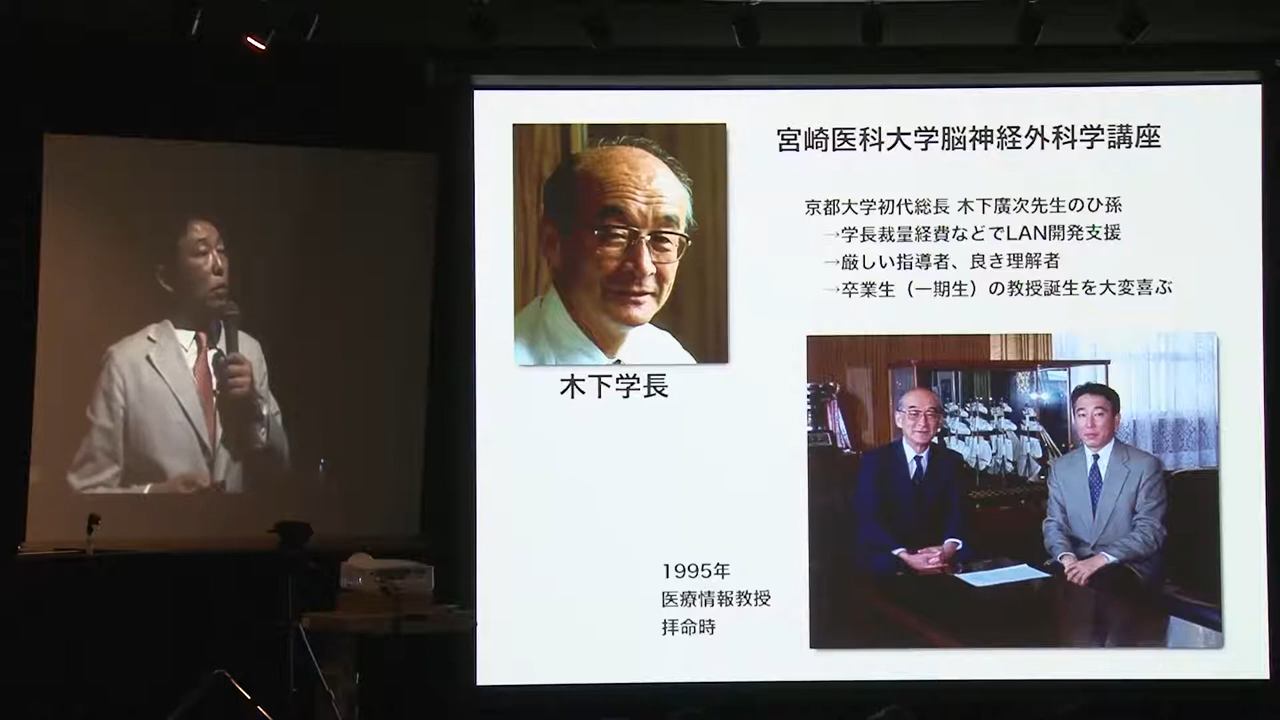 宮崎医科大学脳神経外科学講座
京都大学初代総長 木下廣次先生のひ孫
→学長裁量経費などでLAN開発支援
→厳しい指導者、良き理解者
→卒業生（一期生）の教授誕生を大変喜ぶ
木下学長
1995年
医療情報教授
拝命時